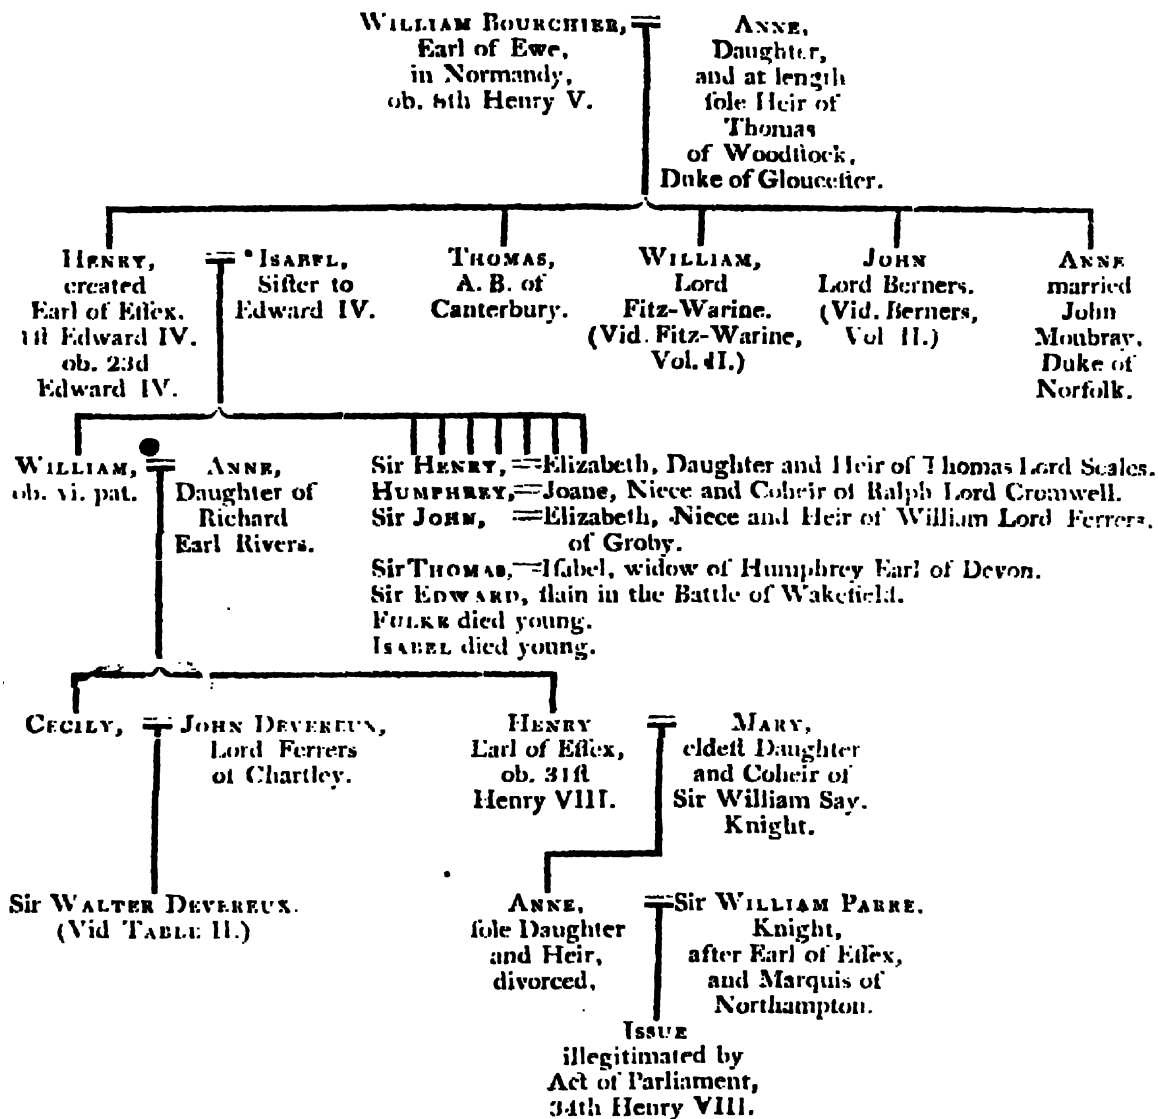 WILLIAM BOURCHIER,
Earl of Ewe,
in Normandy,
ob. 8th Henry V.
ANNE,
Daughter,
and at length
sole Heir of
Thomas
of Woodstock,
Duke of Gloucester.
HENRY,
created
Earl of Essex.
1st Edward IV.
ob. 23d
Edward IV.
ISABEL,
Sister to
Edward IV.
THOMAS,
A. B. of
Canterbury.
WILLIAM,
Lord
Fitz-Warine.
(Vid. Fitz-Warine,
Vol. II.)
JOHN
Lord Berners.
(Vid. Berners,
Vol II.)
ANNE
married
John
Moubray,
Duke of
Norfolk.
WILLIAM,
ob. vi. pat.
ANNE,
Daughter of
Richard
Earl Rivers.
Sir HENRY, = Elizabeth, Daughter and Heir of Thomas Lord Scales.
HUMPHREY, = Joane, Niece and Coheir of Ralph Lord Cromwell.
Sir JOHN, = Elizabeth, Niece and Heir of William Lord Ferrers,
of Groby.
Sir THOMAS, = Isabel, widow of Humphrey Earl of Devon.
Sir EDWARD, slain in the Battle of Wakefield.
FULKE died young.
ISABEL died young.
CECILY,
JOHN DEVEREUX,
Lord Ferrers
of Chartley.
HENRY
Earl of Essex,
ob. 31st
Henry VIII.
MARY,
eldest Daughter
and Coheir of
Sir William Say.
Knight.
Sir WALTER DEVEREUX.
(Vid TABLE II.)
ANNE,
sole Daughter
and Heir,
divorced,
Sir WILLIAM PARRE,
Knight,
after Earl of Essex,
and Marquis of
Northampton.
ISSUE
illegitimated by
Act of Parliament,
34th Henry VIII.